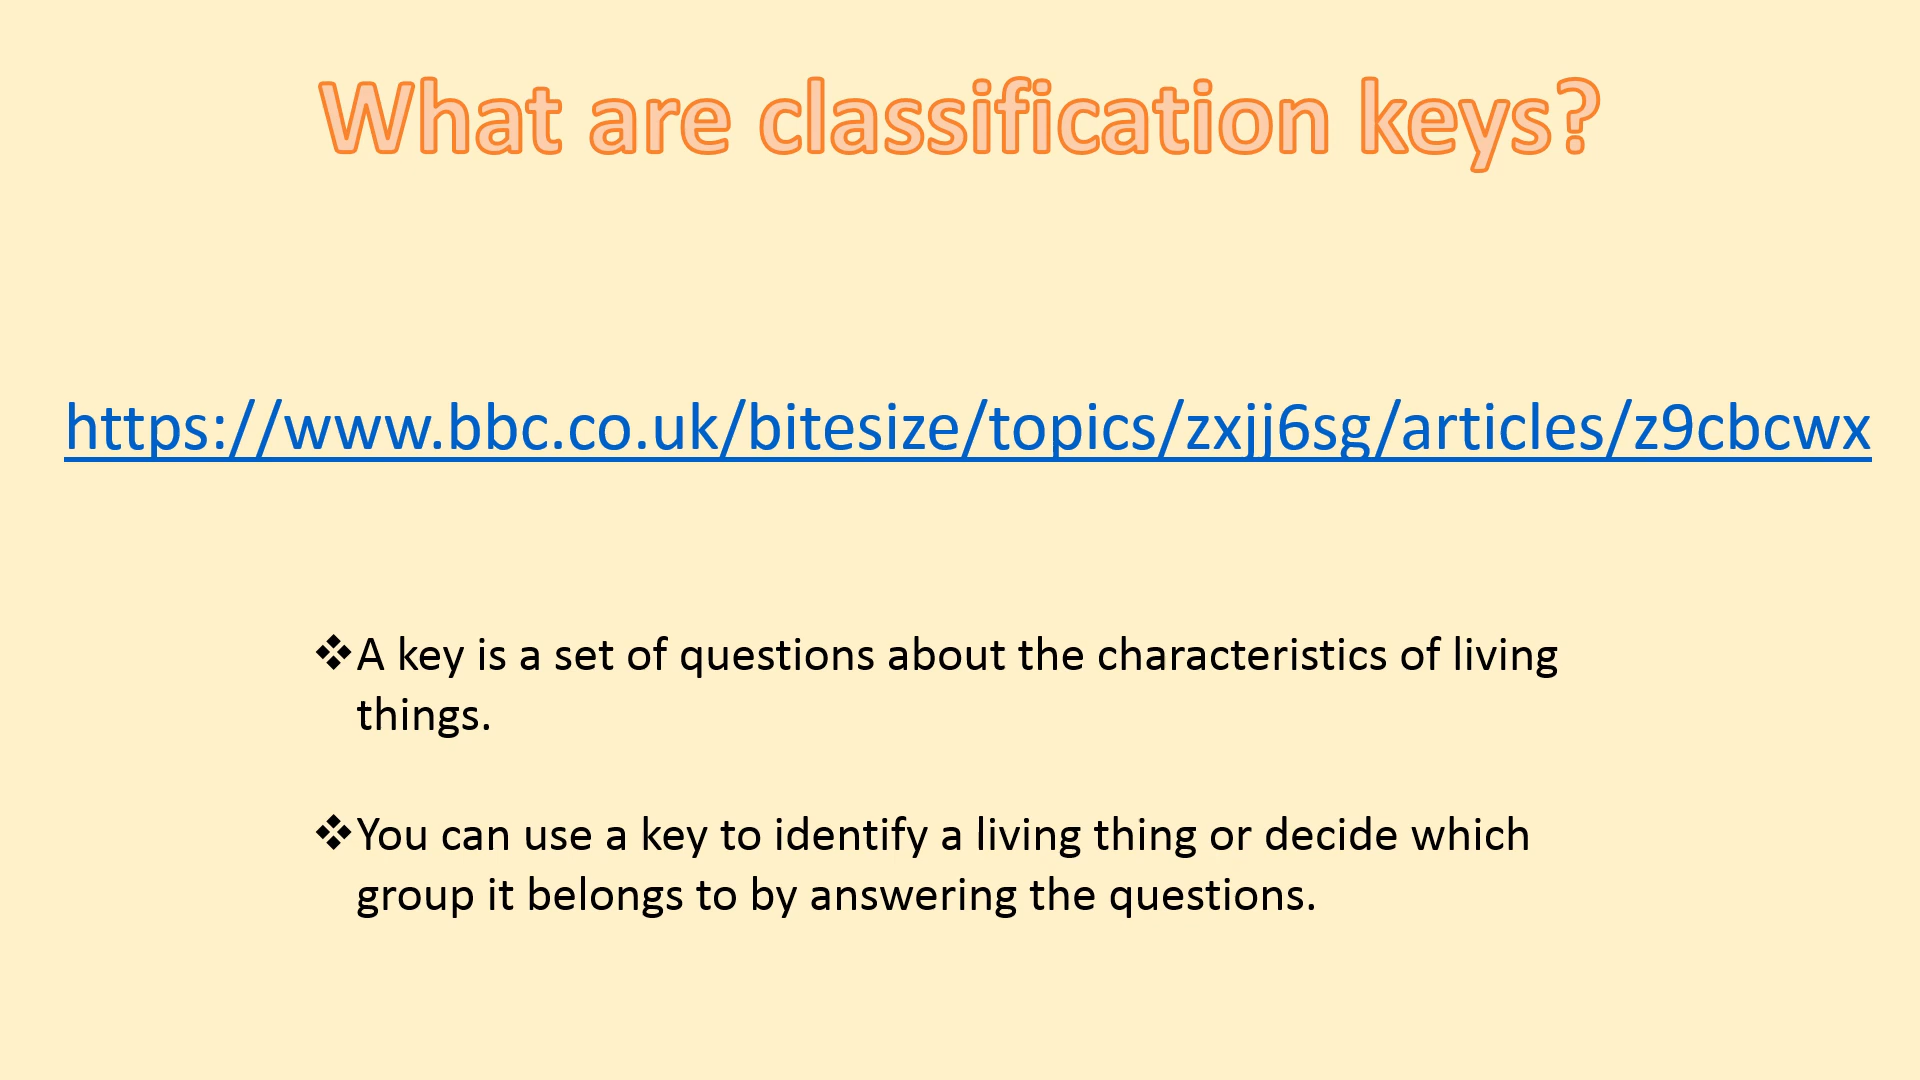 What are classification keys?
https://www.bbc.co.uk/bitesize/topics/zxjj6sg/articles/z9cbcwx
❖A key is a set of questions about the characteristics of living
things.
❖You can use a key to identify a living thing or decide which
group it belongs to by answering the questions.